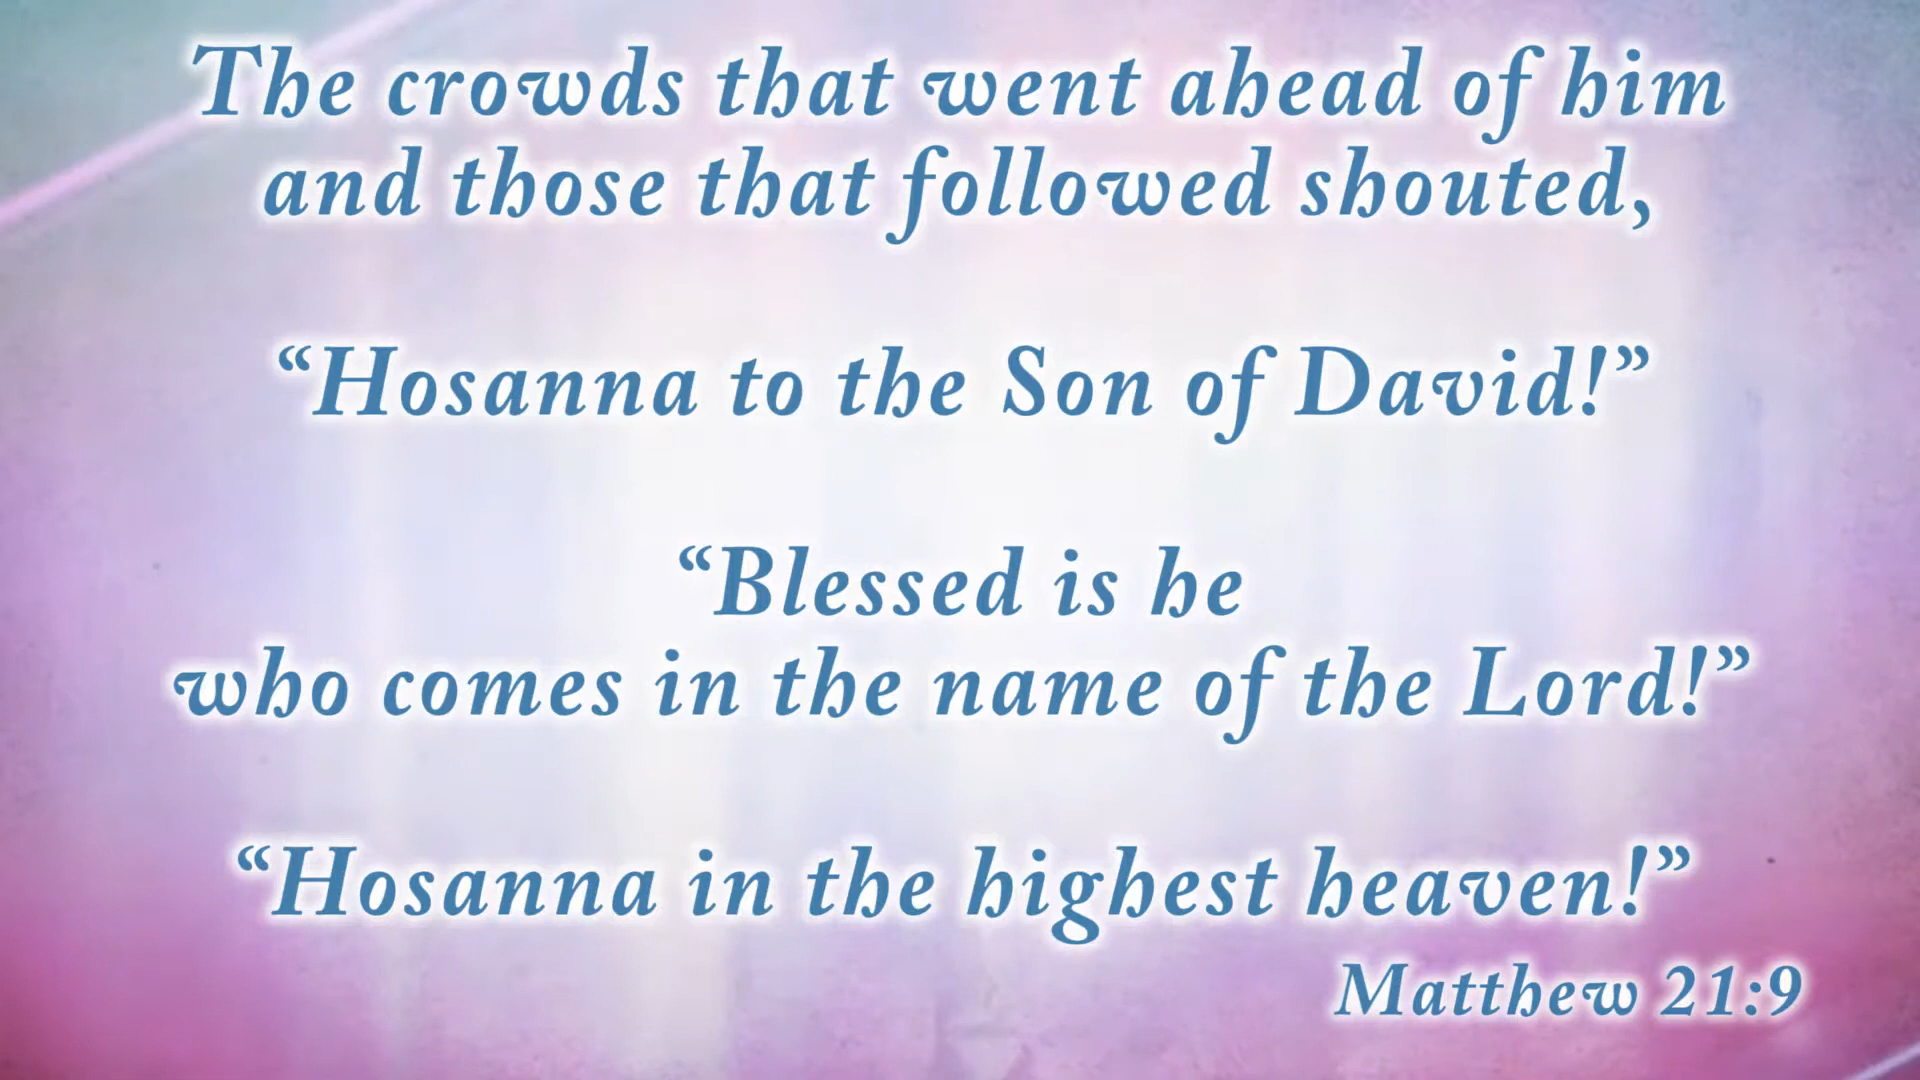 The crowds that went ahead of him
and those that followed shouted,
“Hosanna to the Son of David!”
“Blessed is he
who comes in the name of the Lord!”
“Hosanna in the highest heaven!”
Matthew 21:9